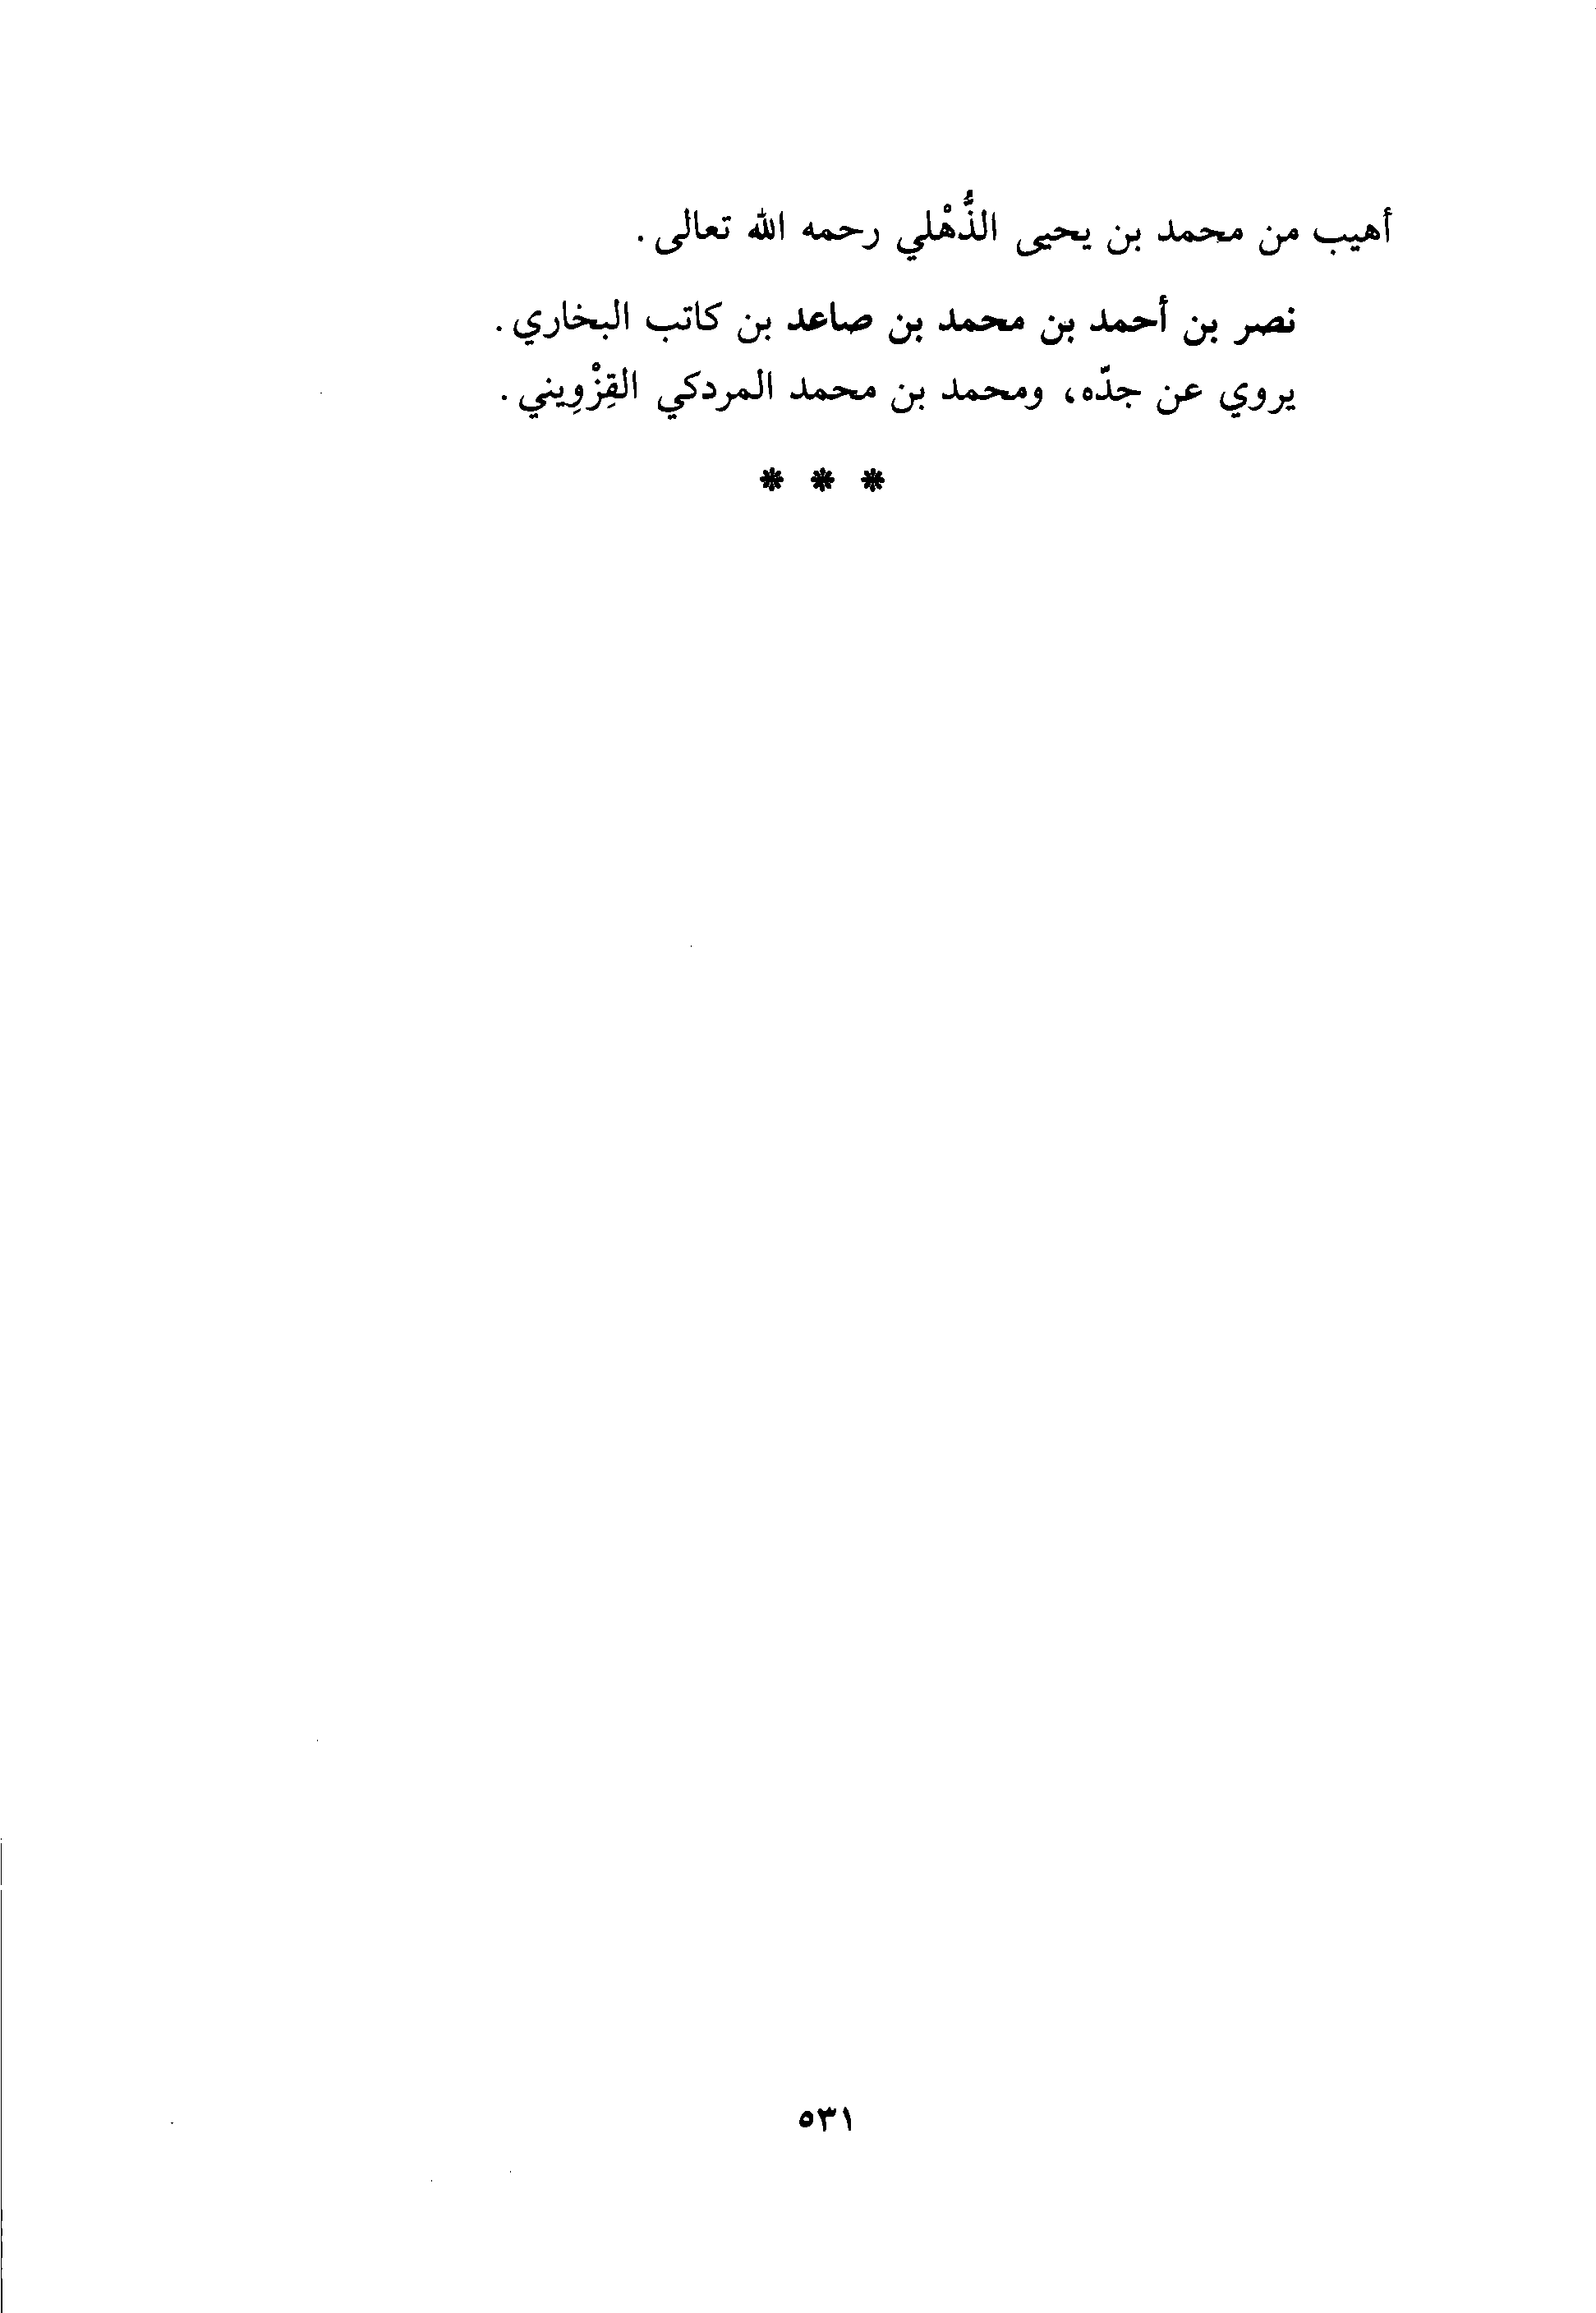 أهيب من محمد بن يحيى الذُّهْلي رحمه الله تعالى.
نصر بن أحمد بن محمد بن صاعد بن كاتب البخاري.
يروي عن جدّه، ومحمد بن محمد المردكي القِزْوِيني.
* * *
٥٣١